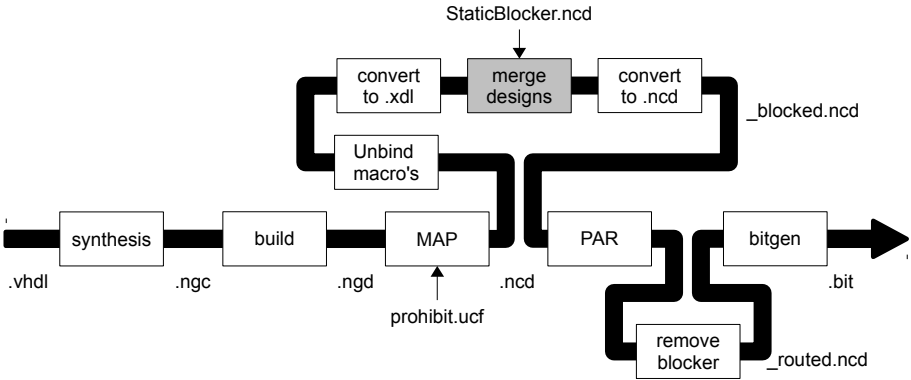 StaticBlocker.ncd
convert
to .xdl
merge
designs
convert
to .ncd
_blocked.ncd
Unbind
macro's
synthesis
build
MAP
PAR
bitgen
.vhdl
.ngc
.ngd
.ncd
.bit
prohibit.ucf
remove
blocker
_routed.ncd